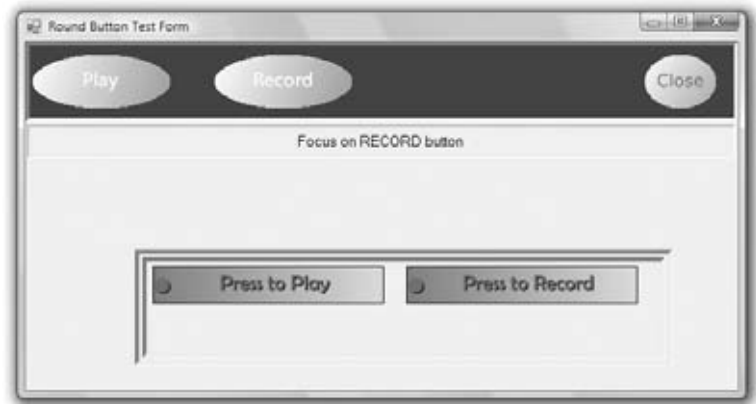 Round Button Test Form
Play Record Close
Focus on RECORD button
Press to Play Press to Record